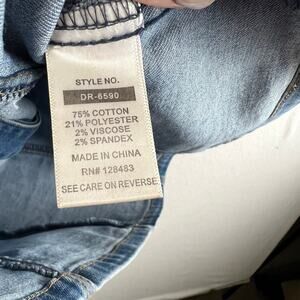 STYLE NO.
DR-6590
75% COTTON
21% POLYESTER
2% VISCOSE
2% SPANDEX
MADE IN CHINA
RN# 128483
SEE CARE ON REVERSE